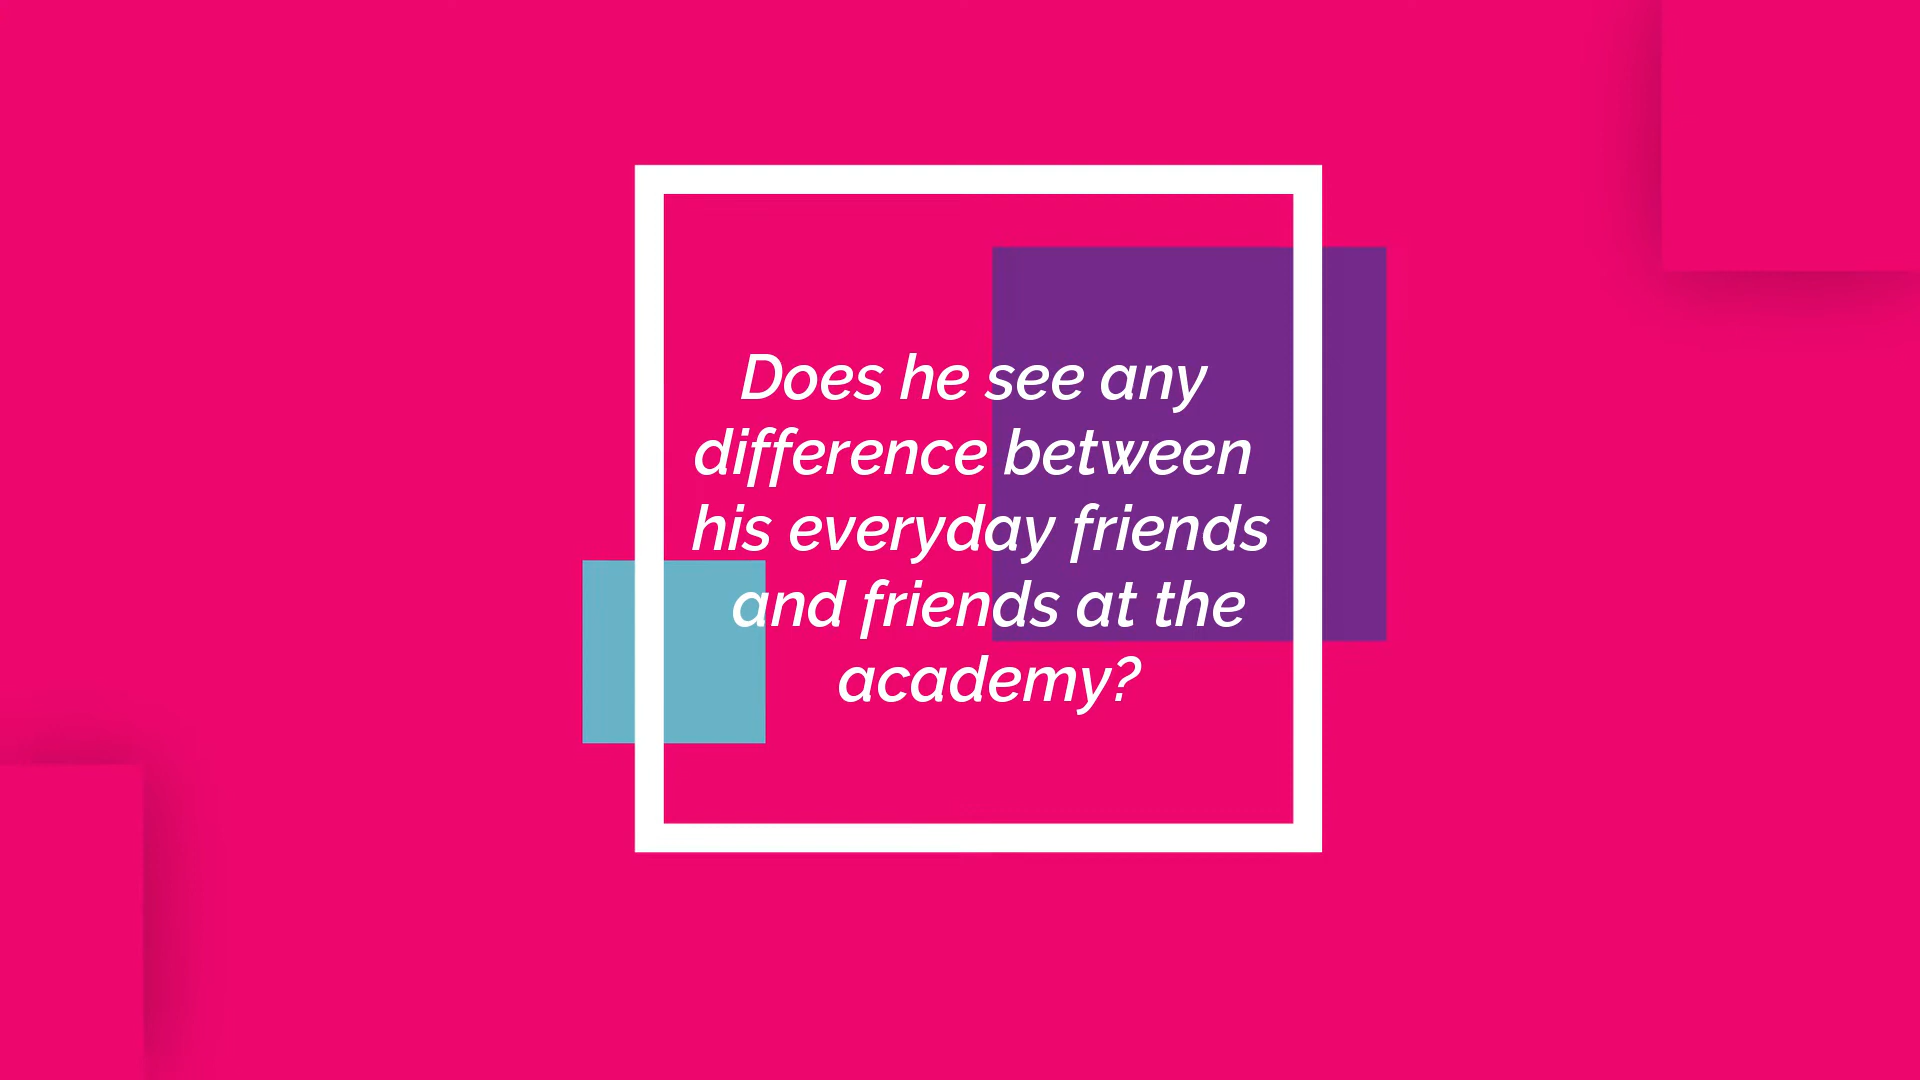 Does he see any
difference between
his everyday friends
and friends at the
academy?